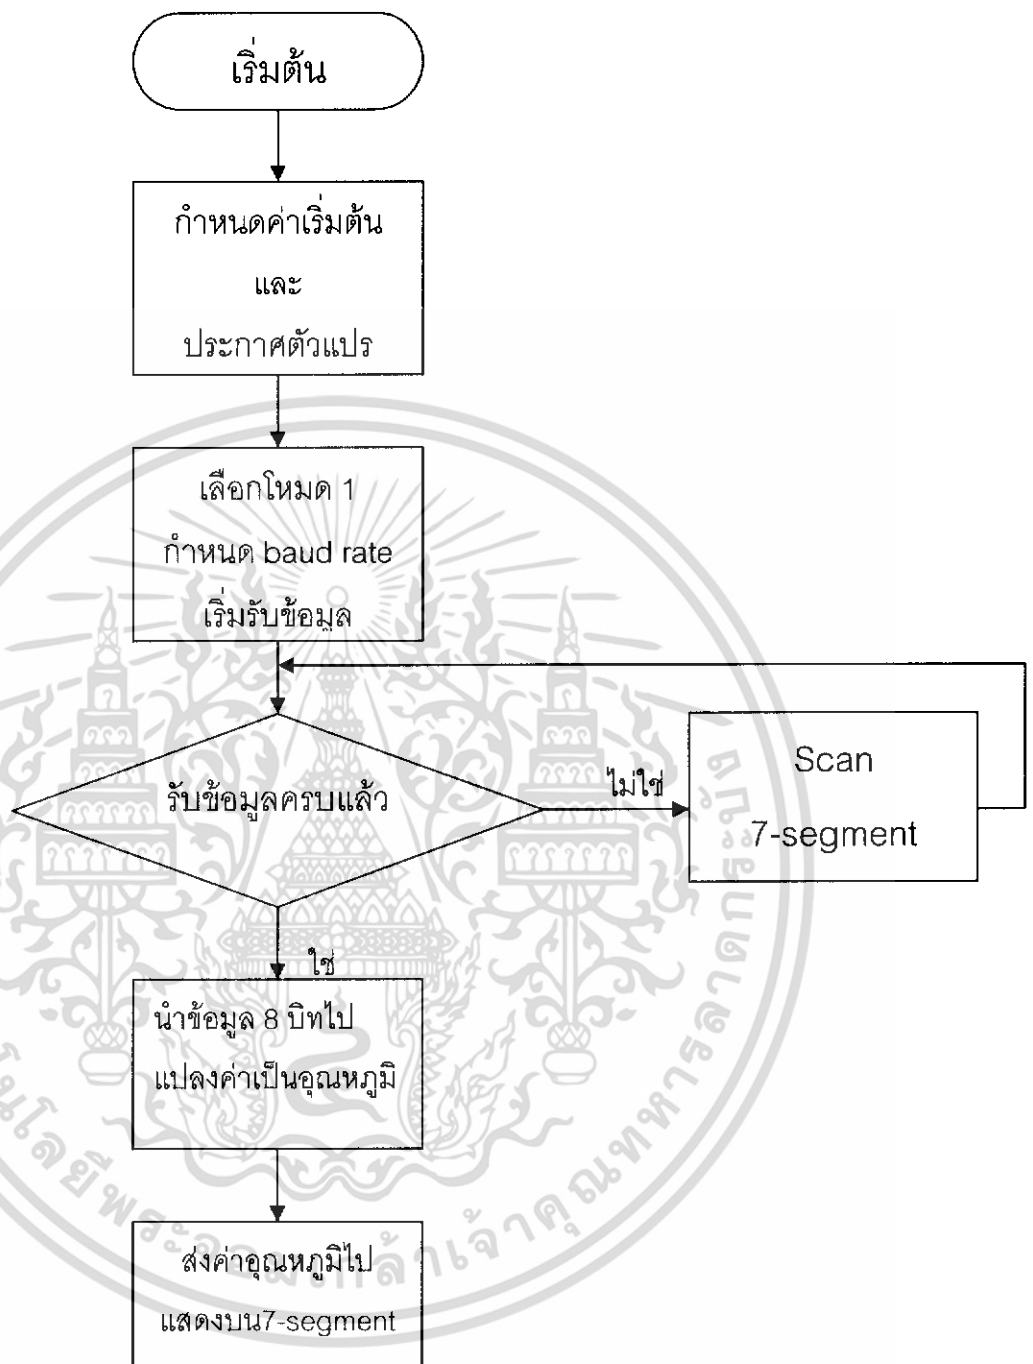 เริ่มต้น
กำหนดค่าเริ่มต้น
และ
ประกาศตัวแปร
เลือกโหมด 1
กำหนด baud rate
เริ่มรับข้อมูล
รับข้อมูลครบแล้ว
ไม่ใช่
Scan
7-segment
ใช่
นำข้อมูล 8 บิทไป
แปลงค่าเป็นอุณหภูมิ
ส่งค่าอุณหภูมิไป
แสดงบน7-segment